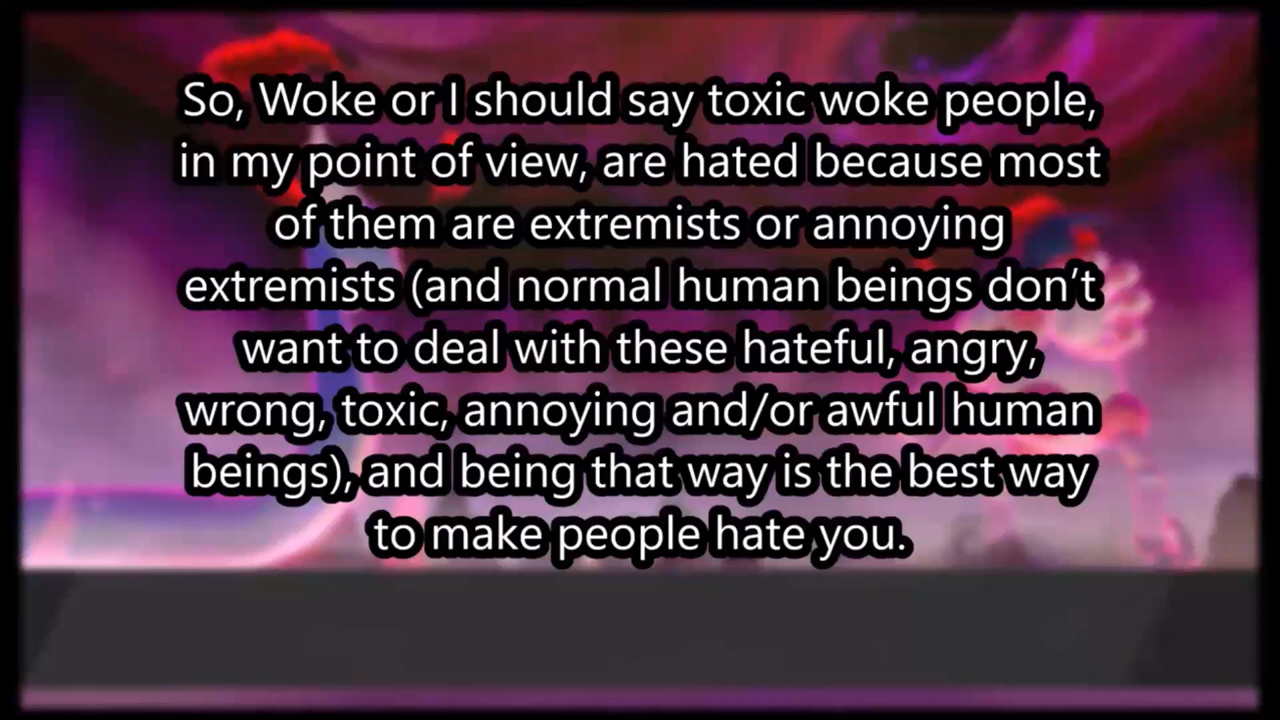 So, Woke or I should say toxic woke people,
in my point of view, are hated because most
of them are extremists or annoying
extremists (and normal human beings don’t
want to deal with these hateful, angry,
wrong, toxic, annoying and/or awful human
beings), and being that way is the best way
to make people hate you.